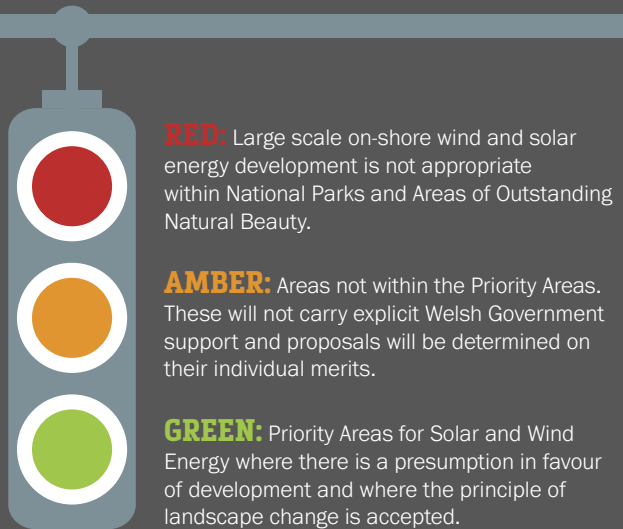 RED: Large scale on-shore wind and solar
energy development is not appropriate
within National Parks and Areas of Outstanding
Natural Beauty.
AMBER: Areas not within the Priority Areas.
These will not carry explicit Welsh Government
support and proposals will be determined on
their individual merits.
GREEN: Priority Areas for Solar and Wind
Energy where there is a presumption in favour
of development and where the principle of
landscape change is accepted.